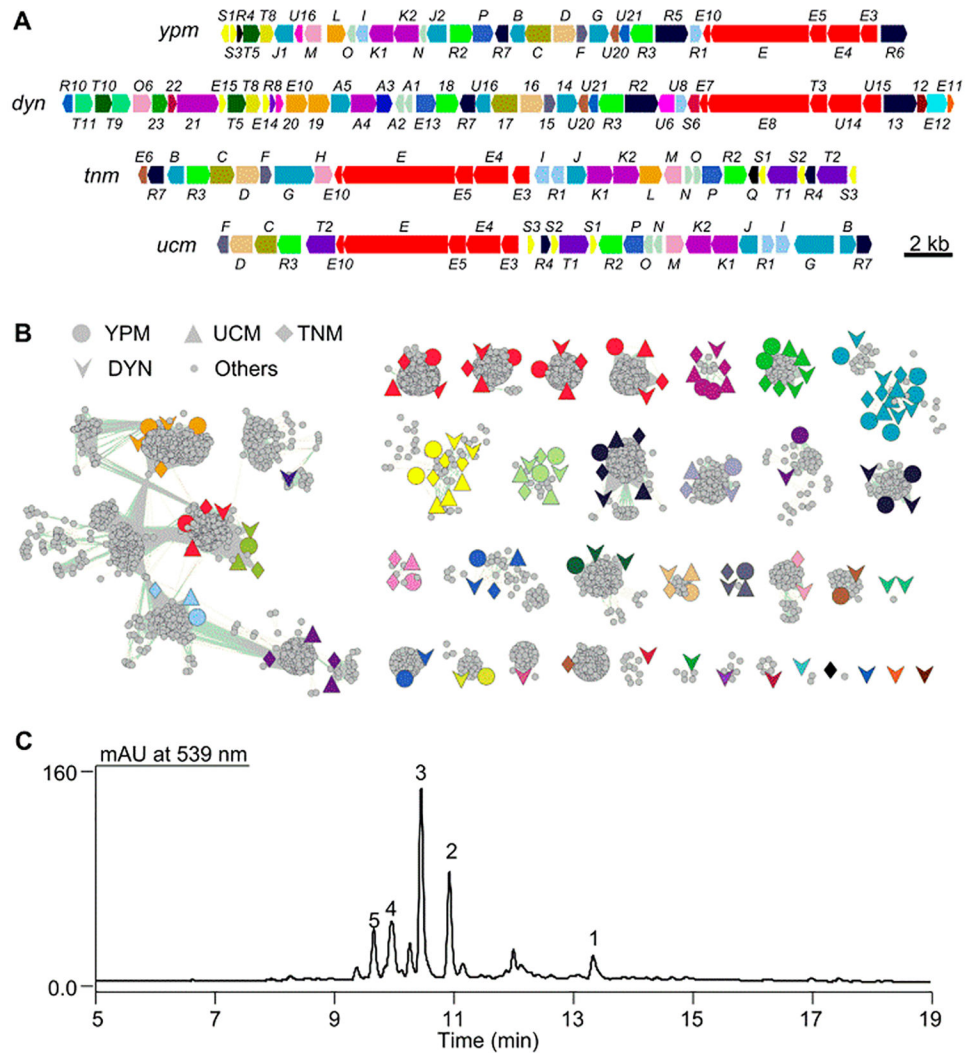 A
S1 R4 T8 U16 L I K2 J2 P B D G U21 R5 E10 E5 E3
ypm
S3 T5 J1 M O K1 N R2 R7 C F U20 R3 R1 E E4 R6
R10 T10 O6 22 E15 T8 R8 E10 A5 A3 A1 18 U16 16 14 U21 R2 U8 E7 T3 U15 12 E11
dyn
T11 T9 23 21 T5 E14 20 19 A4 A2 E13 R7 17 15 U20 R3 U6 S6 E8 U14 13 E12
E6 B C F H E E4 I J K2 M O R2 S1 S2 T2
tnm
R7 R3 D G E10 E5 E3 R1 K1 L N P Q T1 R4 S3
F C T2 E E4 S3 S2 S1 P N K2 J I B
ucm
D R3 E10 E5 E3 R4 T1 R2 O M K1 R1 G R7
2 kb
B
YPM UCM TNM
DYN Others
C
mAU at 539 nm
160
0.0
5 4 3 2 1
5 7 9 11 13 15 17 19
Time (min)